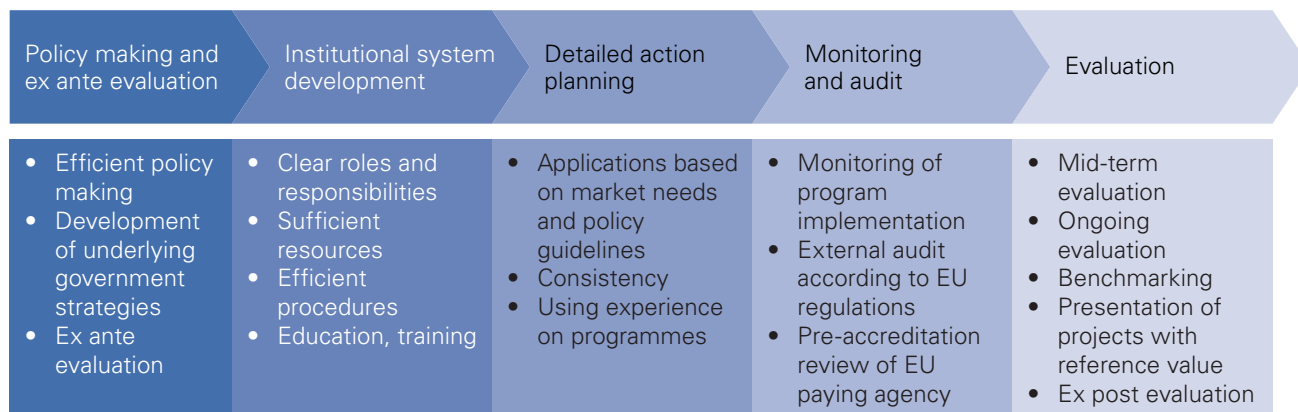 Policy making and
ex ante evaluation
Institutional system
development
Detailed action
planning
Monitoring
and audit
Evaluation
• Efficient policy
making
• Development
of underlying
government
strategies
• Ex ante
evaluation
• Clear roles and
responsibilities
• Sufficient
resources
• Efficient
procedures
• Education, training
• Applications based
on market needs
and policy
guidelines
• Consistency
• Using experience
on programmes
• Monitoring of
program
implementation
• External audit
according to EU
regulations
• Pre-accreditation
review of EU
paying agency
• Mid-term
evaluation
• Ongoing
evaluation
• Benchmarking
• Presentation of
projects with
reference value
• Ex post evaluation